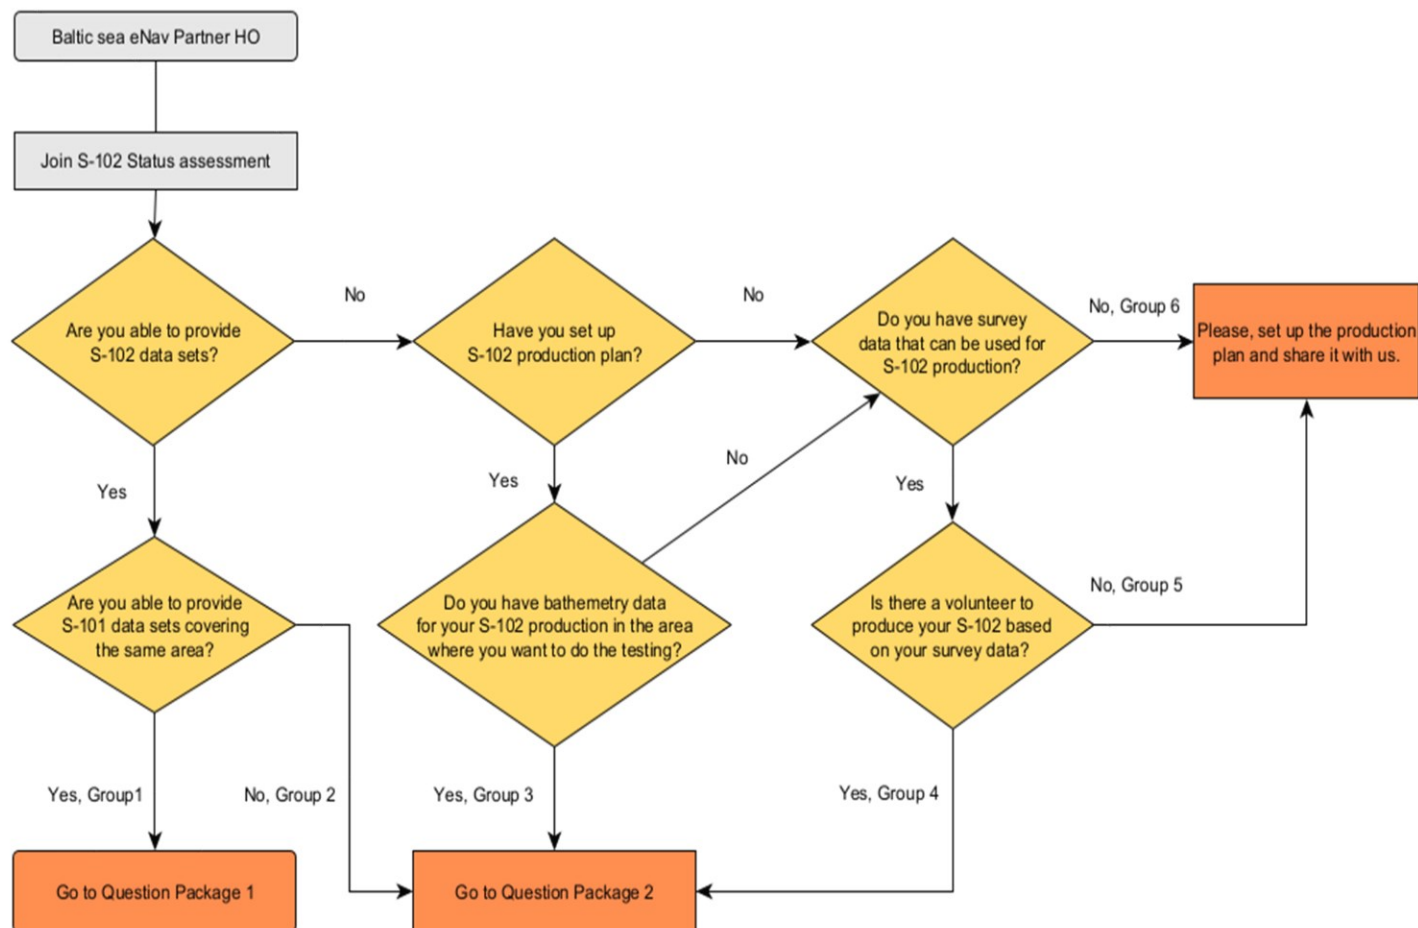 Baltic sea eNav Partner HO
Join S-102 Status assessment
Are you able to provide
S-102 data sets?
No
Have you set up
S-102 production plan?
No
Do you have survey
data that can be used for
S-102 production?
No, Group 6
Please, set up the production
plan and share it with us.
Yes
Yes
No
Yes
Are you able to provide
S-101 data sets covering
the same area?
Do you have bathemetry data
for your S-102 production in the area
where you want to do the testing?
Is there a volunteer to
produce your S-102 based
on your survey data?
No, Group 5
Yes, Group1
No, Group 2
Yes, Group 3
Yes, Group 4
Go to Question Package 1
Go to Question Package 2